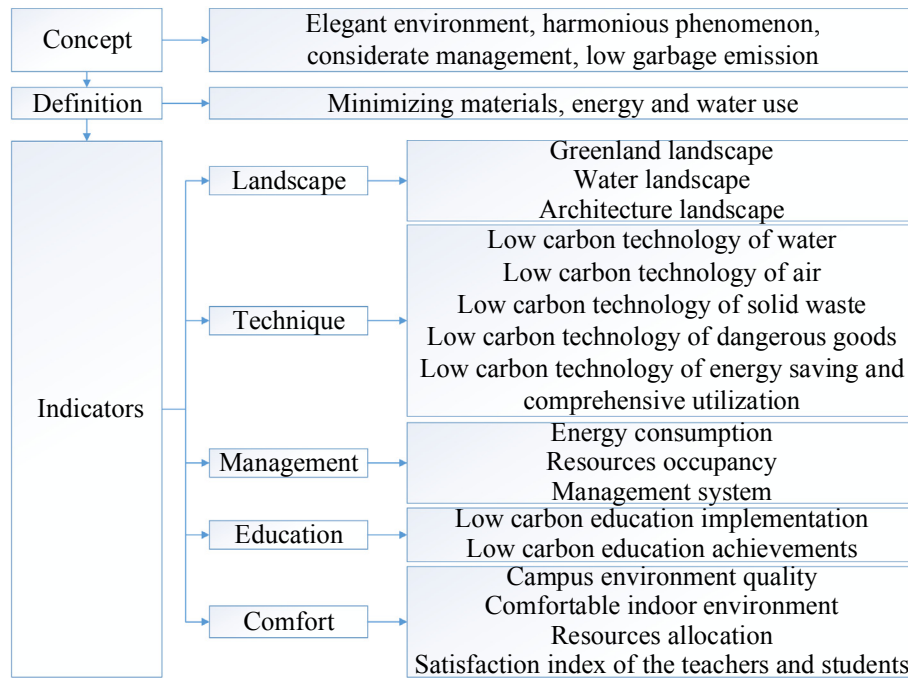 Concept
Elegant environment, harmonious phenomenon,
considerate management, low garbage emission
Definition
Minimizing materials, energy and water use
Indicators
Landscape
Greenland landscape
Water landscape
Architecture landscape
Technique
Low carbon technology of water
Low carbon technology of air
Low carbon technology of solid waste
Low carbon technology of dangerous goods
Low carbon technology of energy saving and
comprehensive utilization
Management
Energy consumption
Resources occupancy
Management system
Education
Low carbon education implementation
Low carbon education achievements
Comfort
Campus environment quality
Comfortable indoor environment
Resources allocation
Satisfaction index of the teachers and students